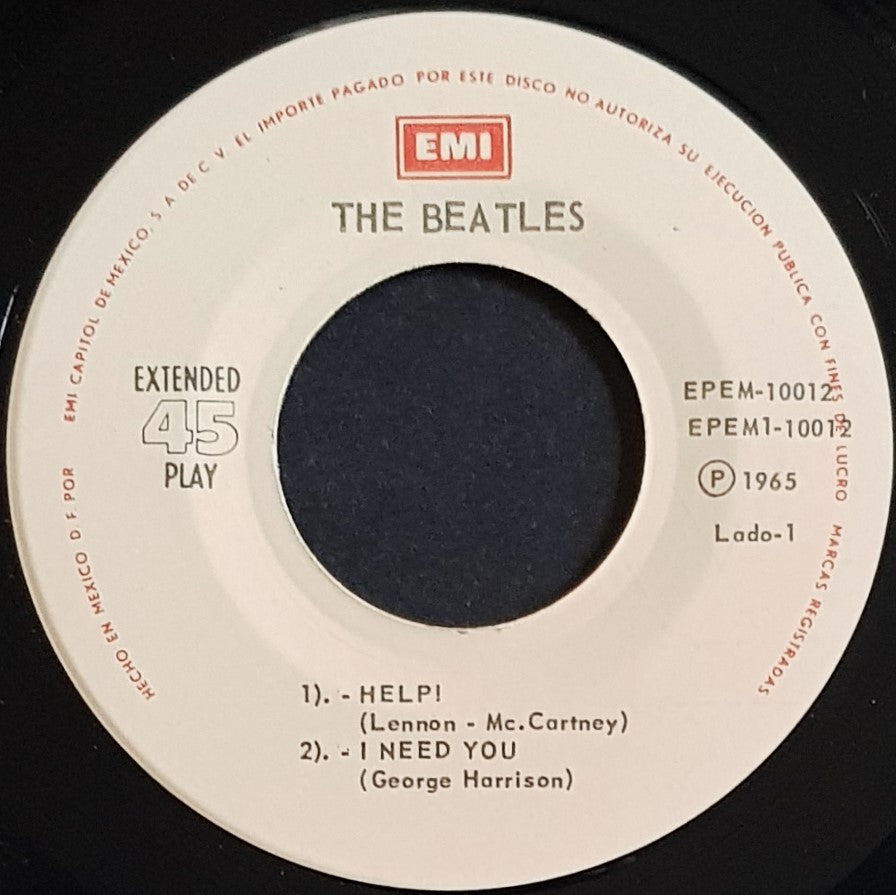 HECHO EN MEXICO D F POR EMI CAPITOL DE MEXICO, S A DE C V. EL IMPORTE PAGADO POR ESTE DISCO NO AUTORIZA SU EJECUCION PUBLICA CON FINES DE LUCRO MARCAS REGISTRADAS
EMI
THE BEATLES
EXTENDED
45
PLAY
EPEM-10012
EPEM1-10012
Ⓟ 1965
Lado-1
1). - HELP!
(Lennon - Mc.Cartney)
2). - I NEED YOU
(George Harrison)